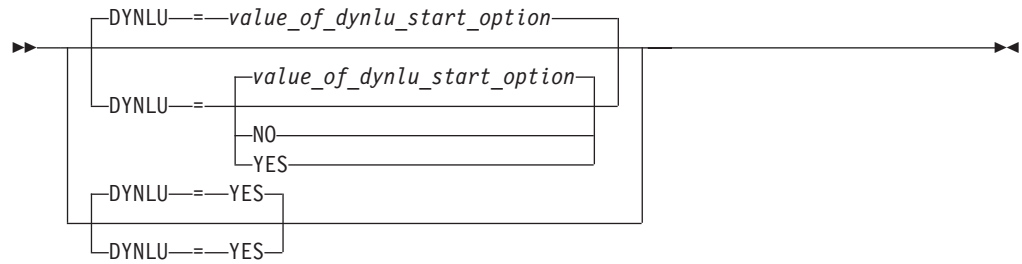 DYNLU = value_of_dynlu_start_option
value_of_dynlu_start_option
DYNLU =
NO
YES
DYNLU = YES
DYNLU = YES